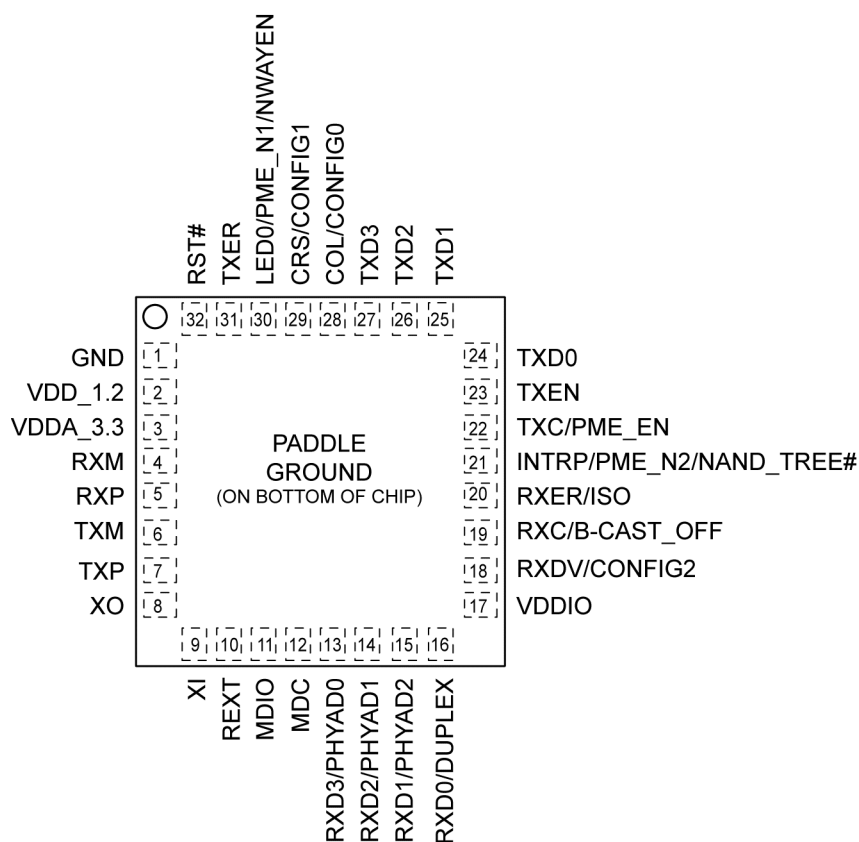 RST#
TXER
LED0/PME_N1/NWAYEN
CRS/CONFIG1
COL/CONFIG0
TXD3
TXD2
TXD1
32 31 30 29 28 27 26 25
GND 1
VDD_1.2 2
VDDA_3.3 3
RXM 4
RXP 5
TXM 6
TXP 7
XO 8
PADDLE
GROUND
(ON BOTTOM OF CHIP)
24 TXD0
23 TXEN
22 TXC/PME_EN
21 INTRP/PME_N2/NAND_TREE#
20 RXER/ISO
19 RXC/B-CAST_OFF
18 RXDV/CONFIG2
17 VDDIO
9 10 11 12 13 14 15 16
XI
REXT
MDIO
MDC
RXD3/PHYAD0
RXD2/PHYAD1
RXD1/PHYAD2
RXD0/DUPLEX